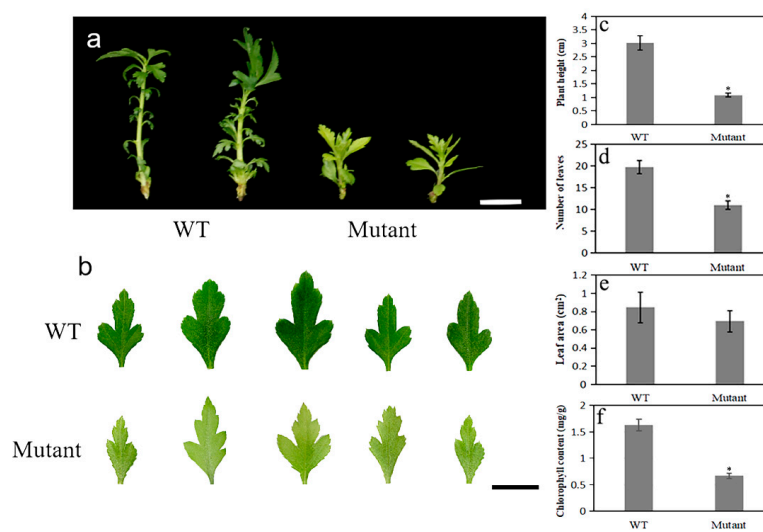 a
WT
Mutant
b
WT
Mutant
c
Plant height (cm)
4
3.5
3
2.5
2
1.5
1
0.5
0
*
WT
Mutant
d
Number of leaves
25
20
15
10
5
0
*
WT
Mutant
e
Leaf area (cm²)
1.2
1
0.8
0.6
0.4
0.2
0
WT
Mutant
f
Chlorophyll content (mg/g)
2
1.5
1
0.5
0
*
WT
Mutant